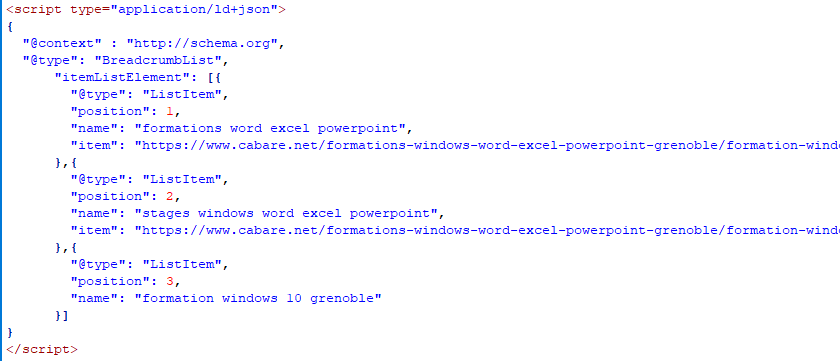 <script type="application/ld+json">
{
"@context" : "http://schema.org",
"@type": "BreadcrumbList",
"itemListElement": [{
"@type": "ListItem",
"position": 1,
"name": "formations word excel powerpoint",
"item": "https://www.cabare.net/formations-windows-word-excel-powerpoint-grenoble/formation-wind
},{
"@type": "ListItem",
"position": 2,
"name": "stages windows word excel powerpoint",
"item": "https://www.cabare.net/formations-windows-word-excel-powerpoint-grenoble/formation-wind
},{
"@type": "ListItem",
"position": 3,
"name": "formation windows 10 grenoble"
}]
}
</script>